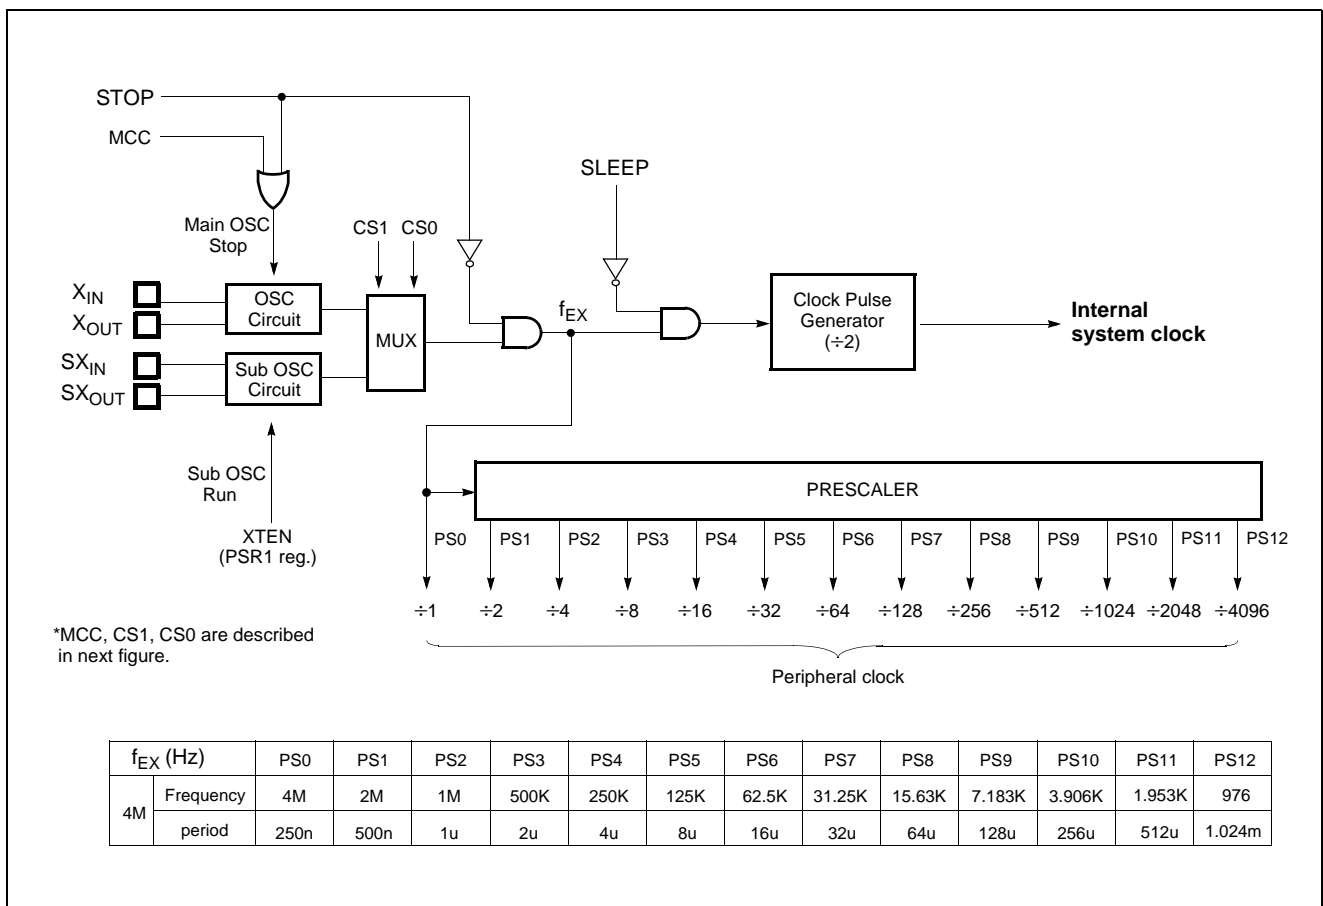 STOP
MCC
SLEEP
Main OSC
Stop
CS1 CS0
XIN
XOUT
SXIN
SXOUT
OSC
Circuit
Sub OSC
Circuit
MUX
fEX
Clock Pulse
Generator
(÷2)
Internal
system clock
Sub OSC
Run
XTEN
(PSR1 reg.)
PRESCALER
PS0 PS1 PS2 PS3 PS4 PS5 PS6 PS7 PS8 PS9 PS10 PS11 PS12
÷1 ÷2 ÷4 ÷8 ÷16 ÷32 ÷64 ÷128 ÷256 ÷512 ÷1024 ÷2048 ÷4096
*MCC, CS1, CS0 are described
in next figure.
Peripheral clock
fEX (Hz) PS0 PS1 PS2 PS3 PS4 PS5 PS6 PS7 PS8 PS9 PS10 PS11 PS12
4M Frequency 4M 2M 1M 500K 250K 125K 62.5K 31.25K 15.63K 7.183K 3.906K 1.953K 976
period 250n 500n 1u 2u 4u 8u 16u 32u 64u 128u 256u 512u 1.024m